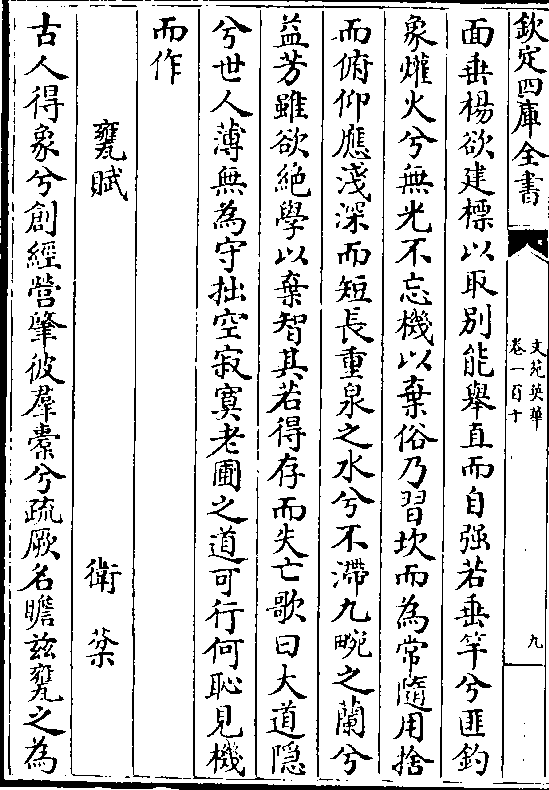 欽定四庫全書
文苑英華
卷一百十
九
面垂楊欲建標以取别能舉直而自强若垂竿兮匪釣
象爟火兮無光不忘機以棄俗乃習坎而為常隨用捨
而俯仰應淺深而短長重泉之水兮不滯九畹之蘭兮
益芳雖欲絶學以棄智其若得存而失亡歌曰大道隐
兮世人薄無為守拙空寂寞老圃之道可行何恥見機
而作
甕賦
衛棻
古人得象兮創經營肇彼羣橐兮疏厥名瞻兹甕之為